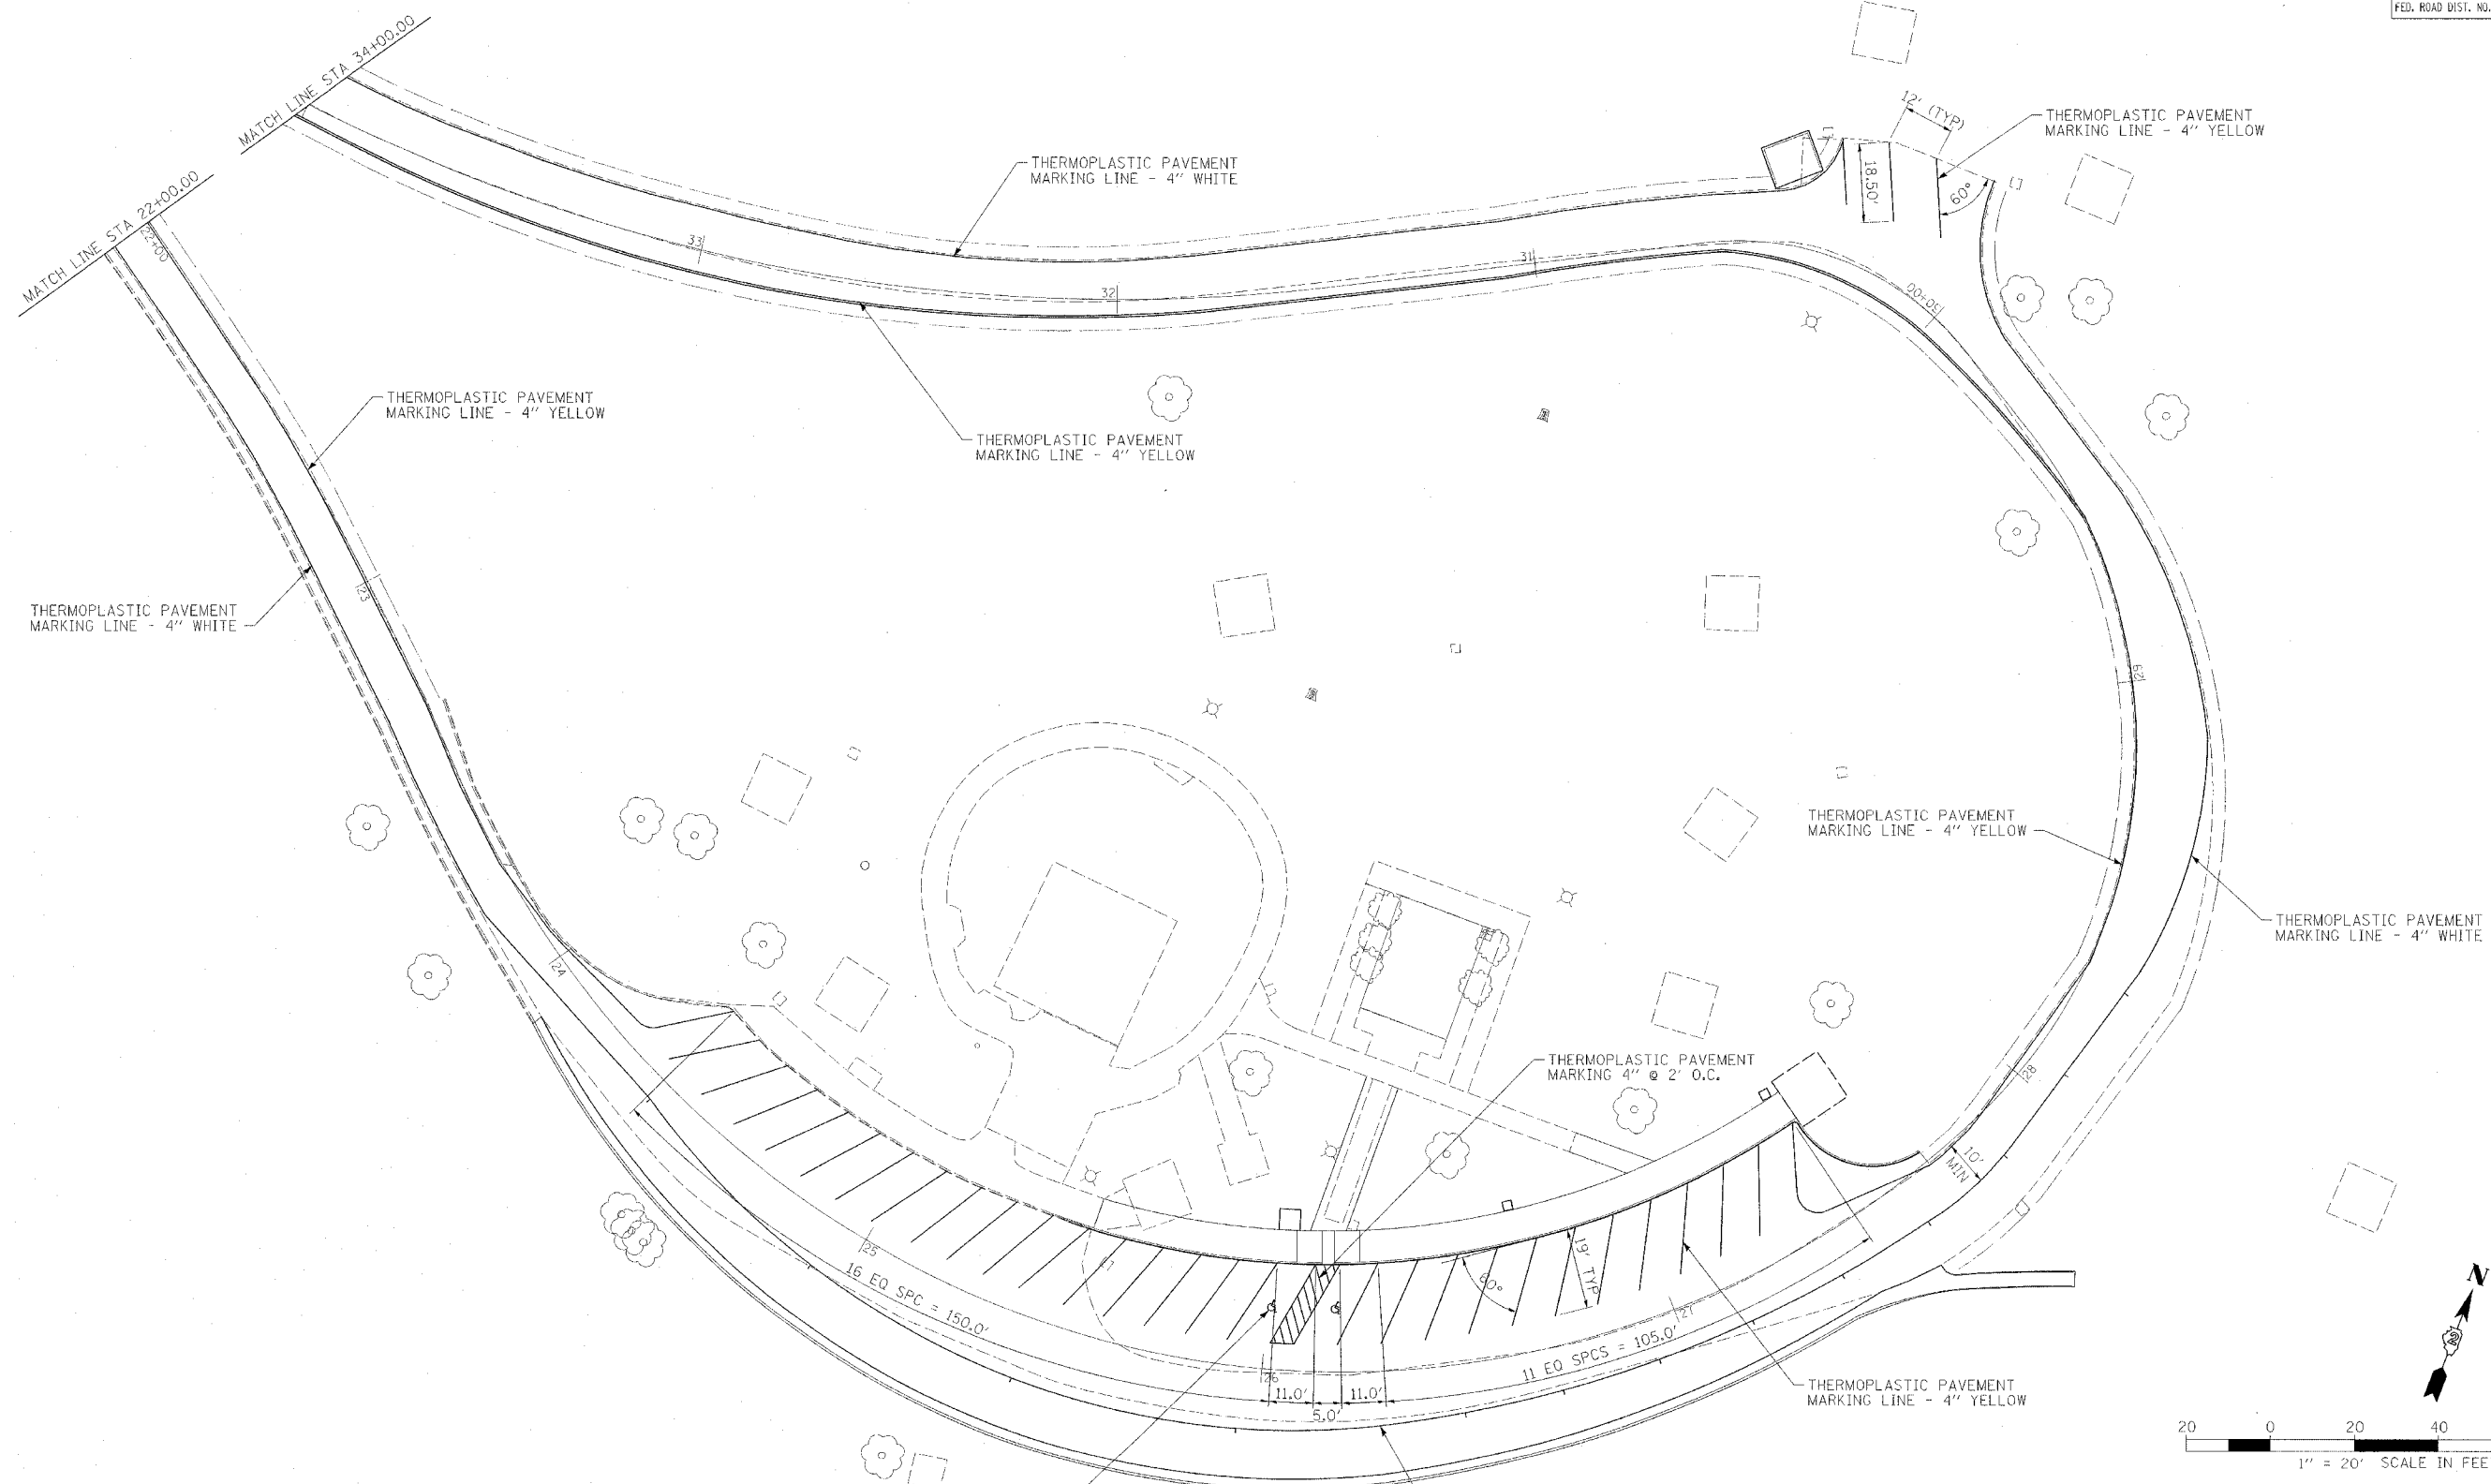 FED. ROAD DIST. NO.
MATCH LINE STA 34+00.00
MATCH LINE STA 22+00.00
22+00
12' (TYP)
THERMOPLASTIC PAVEMENT
MARKING LINE - 4" YELLOW
THERMOPLASTIC PAVEMENT
MARKING LINE - 4" WHITE
18.50'
60°
33
32
31
30+00
THERMOPLASTIC PAVEMENT
MARKING LINE - 4" YELLOW
THERMOPLASTIC PAVEMENT
MARKING LINE - 4" YELLOW
23
THERMOPLASTIC PAVEMENT
MARKING LINE - 4" WHITE
29
THERMOPLASTIC PAVEMENT
MARKING LINE - 4" YELLOW
THERMOPLASTIC PAVEMENT
MARKING LINE - 4" WHITE
24
THERMOPLASTIC PAVEMENT
MARKING 4" @ 2' O.C.
28
10'
MIN
25
16 EQ SPC = 150.0'
60°
19' TYP
27
11 EQ SPCS = 105.0'
26
11.0'
11.0'
5.0'
THERMOPLASTIC PAVEMENT
MARKING LINE - 4" YELLOW
N
2
20 0 20 40
1" = 20' SCALE IN FEE